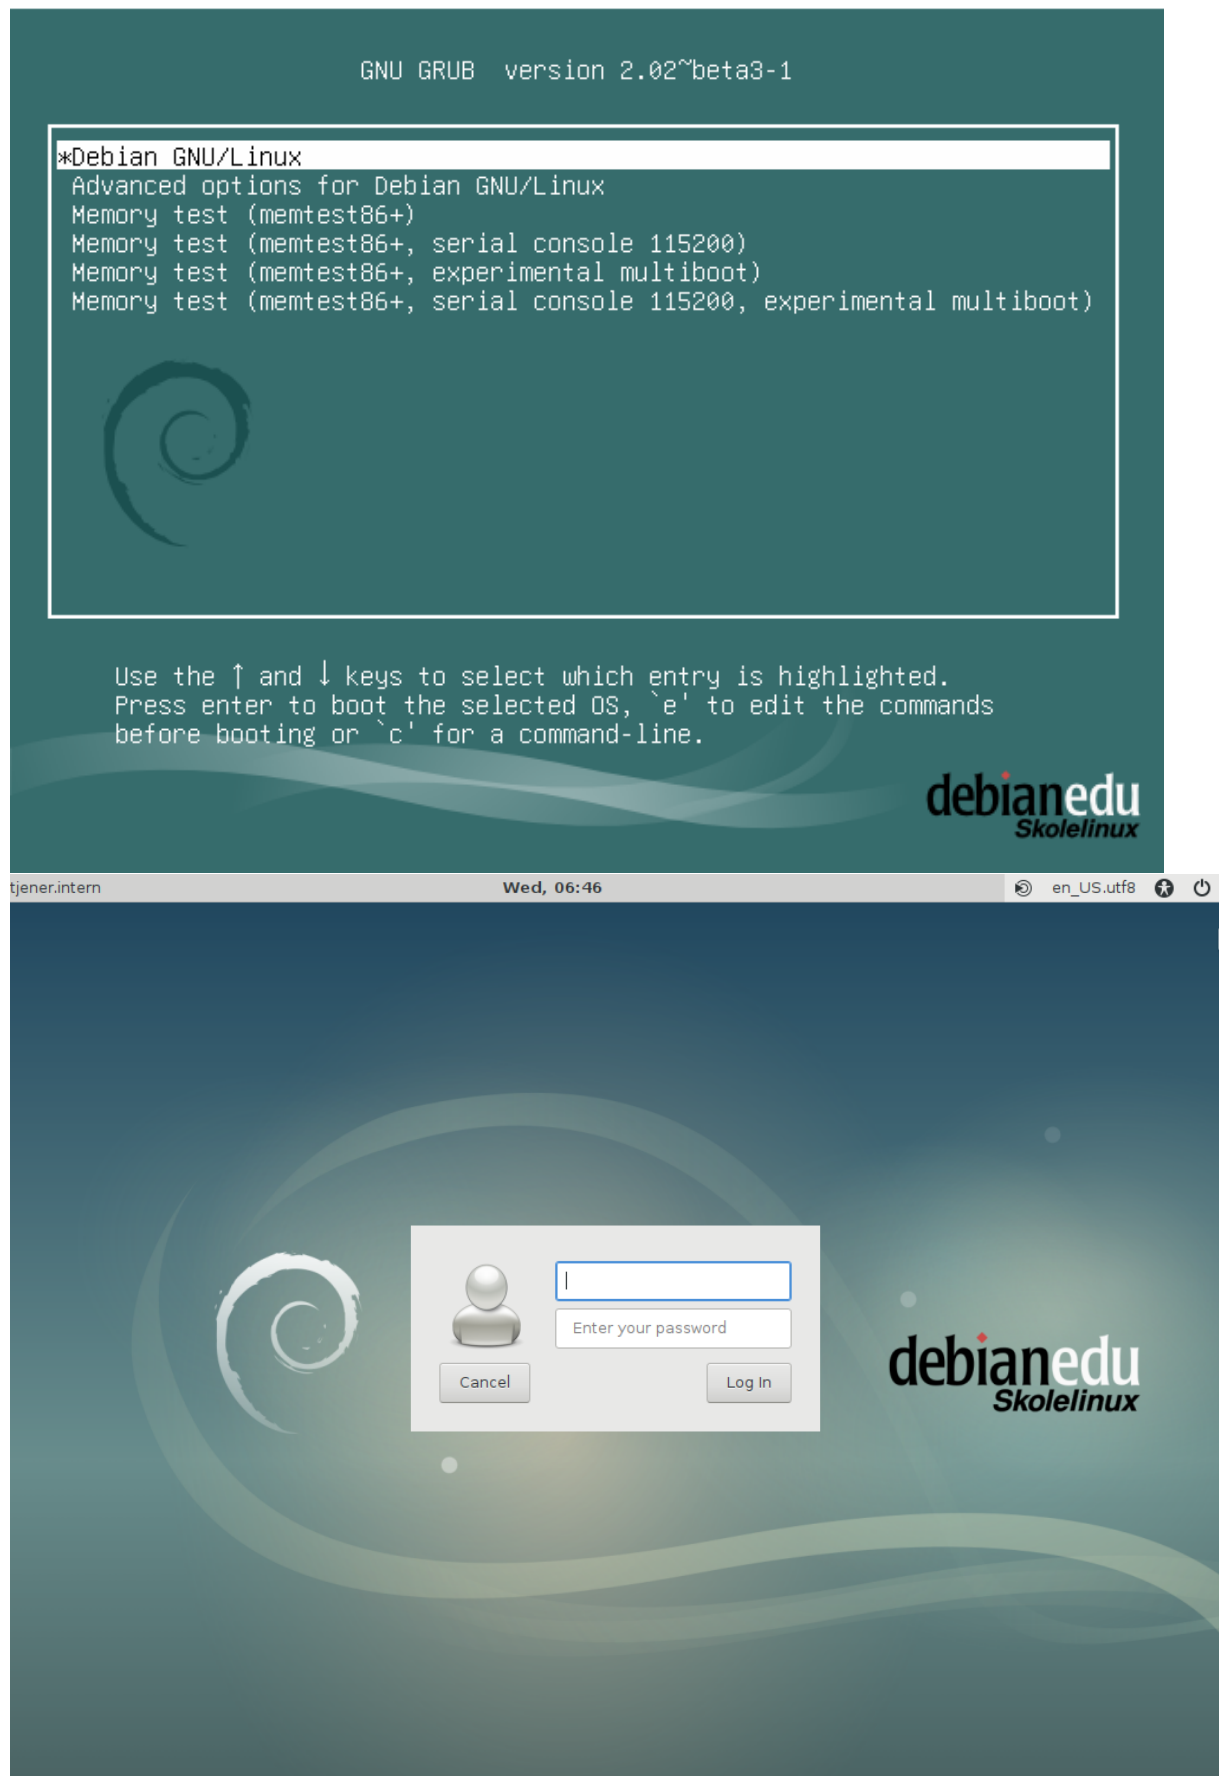 GNU GRUB  version 2.02~beta3-1
*Debian GNU/Linux
Advanced options for Debian GNU/Linux
Memory test (memtest86+)
Memory test (memtest86+, serial console 115200)
Memory test (memtest86+, experimental multiboot)
Memory test (memtest86+, serial console 115200, experimental multiboot)
Use the ↑ and ↓ keys to select which entry is highlighted.
Press enter to boot the selected OS, `e' to edit the commands
before booting or `c' for a command-line.
debianedu
Skolelinux
tjener.intern Wed, 06:46 en_US.utf8
Enter your password
Cancel Log In
debianedu
Skolelinux